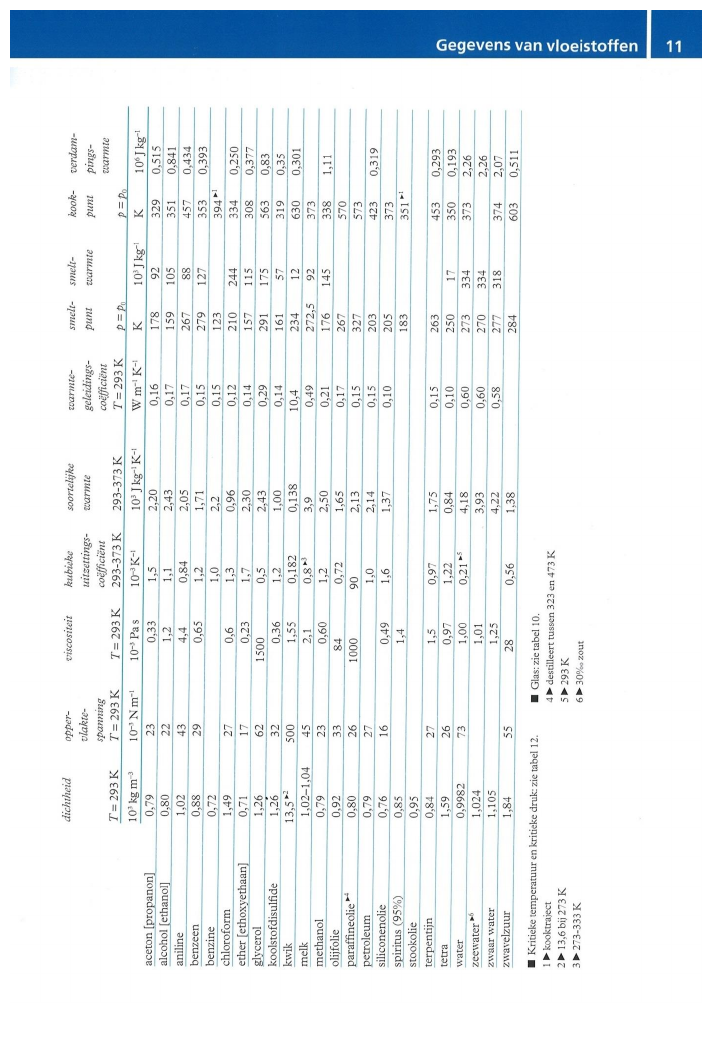 Gegevens van vloeistoffen 11
dichtheid opper- viscositeit kubieke soortelijke warmte- smelt- smelt- kook- verdam-
vlakte- uitzettings- warmte geleidings- punt warmte punt pings-
spanning coëfficiënt coëfficiënt warmte
T = 293 K T = 293 K T = 293 K 293-373 K 293-373 K T = 293 K p = p₀ p = p₀
10³ kg m⁻³ 10⁻³ N m⁻¹ 10⁻³ Pa s 10⁻³ K⁻¹ 10³ J kg⁻¹ K⁻¹ W m⁻¹ K⁻¹ K 10³ J kg⁻¹ K 10⁶ J kg⁻¹
aceton [propanon] 0,79 23 0,33 1,5 2,20 0,16 178 92 329 0,515
alcohol [ethanol] 0,80 22 1,2 1,1 2,43 0,17 159 105 351 0,841
aniline 1,02 43 4,4 0,84 2,05 0,17 267 88 457 0,434
benzeen 0,88 29 0,65 1,2 1,71 0,15 279 127 353 0,393
benzine 0,72 1,0 2,2 0,15 123 394 ▸¹
chloroform 1,49 27 0,6 1,3 0,96 0,12 210 244 334 0,250
ether [ethoxyethaan] 0,71 17 0,23 1,7 2,30 0,14 157 115 308 0,377
glycerol 1,26 62 1500 0,5 2,43 0,29 291 175 563 0,83
koolstofdisulfide 1,26 32 0,36 1,2 1,00 0,14 161 57 319 0,35
kwik 13,5 ▸² 500 1,55 0,182 0,138 10,4 234 12 630 0,301
melk 1,02–1,04 45 2,1 0,8 ▸³ 3,9 0,49 272,5 92 373
methanol 0,79 23 0,60 1,2 2,50 0,21 176 145 338 1,11
olijfolie 0,92 33 84 0,72 1,65 0,17 267 570
paraffineolie ▸⁴ 0,80 26 1000 90 2,13 0,15 327 573
petroleum 0,79 27 1,0 2,14 0,15 203 423 0,319
siliconenolie 0,76 16 0,49 1,6 1,37 0,10 205 373
spiritus (95%) 0,85 1,4 183 351 ▸¹
stookolie 0,95
terpentijn 0,84 27 1,5 0,97 1,75 0,15 263 453 0,293
tetra 1,59 26 0,97 1,22 0,84 0,10 250 17 350 0,193
water 0,9982 73 1,00 0,21 ▸⁵ 4,18 0,60 273 334 373 2,26
zeewater ▸⁶ 1,024 1,01 3,93 0,60 270 334 2,26
zwaar water 1,105 1,25 4,22 0,58 277 318 374 2,07
zwavelzuur 1,84 55 28 0,56 1,38 284 603 0,511
■ Kritieke temperatuur en kritieke druk: zie tabel 12.
1 ▶ kooktraject
2 ▶ 13,6 bij 273 K
3 ▶ 273–333 K
■ Glas: zie tabel 10.
4 ▶ destilleert tussen 323 en 473 K
5 ▶ 293 K
6 ▶ 30‰ zout